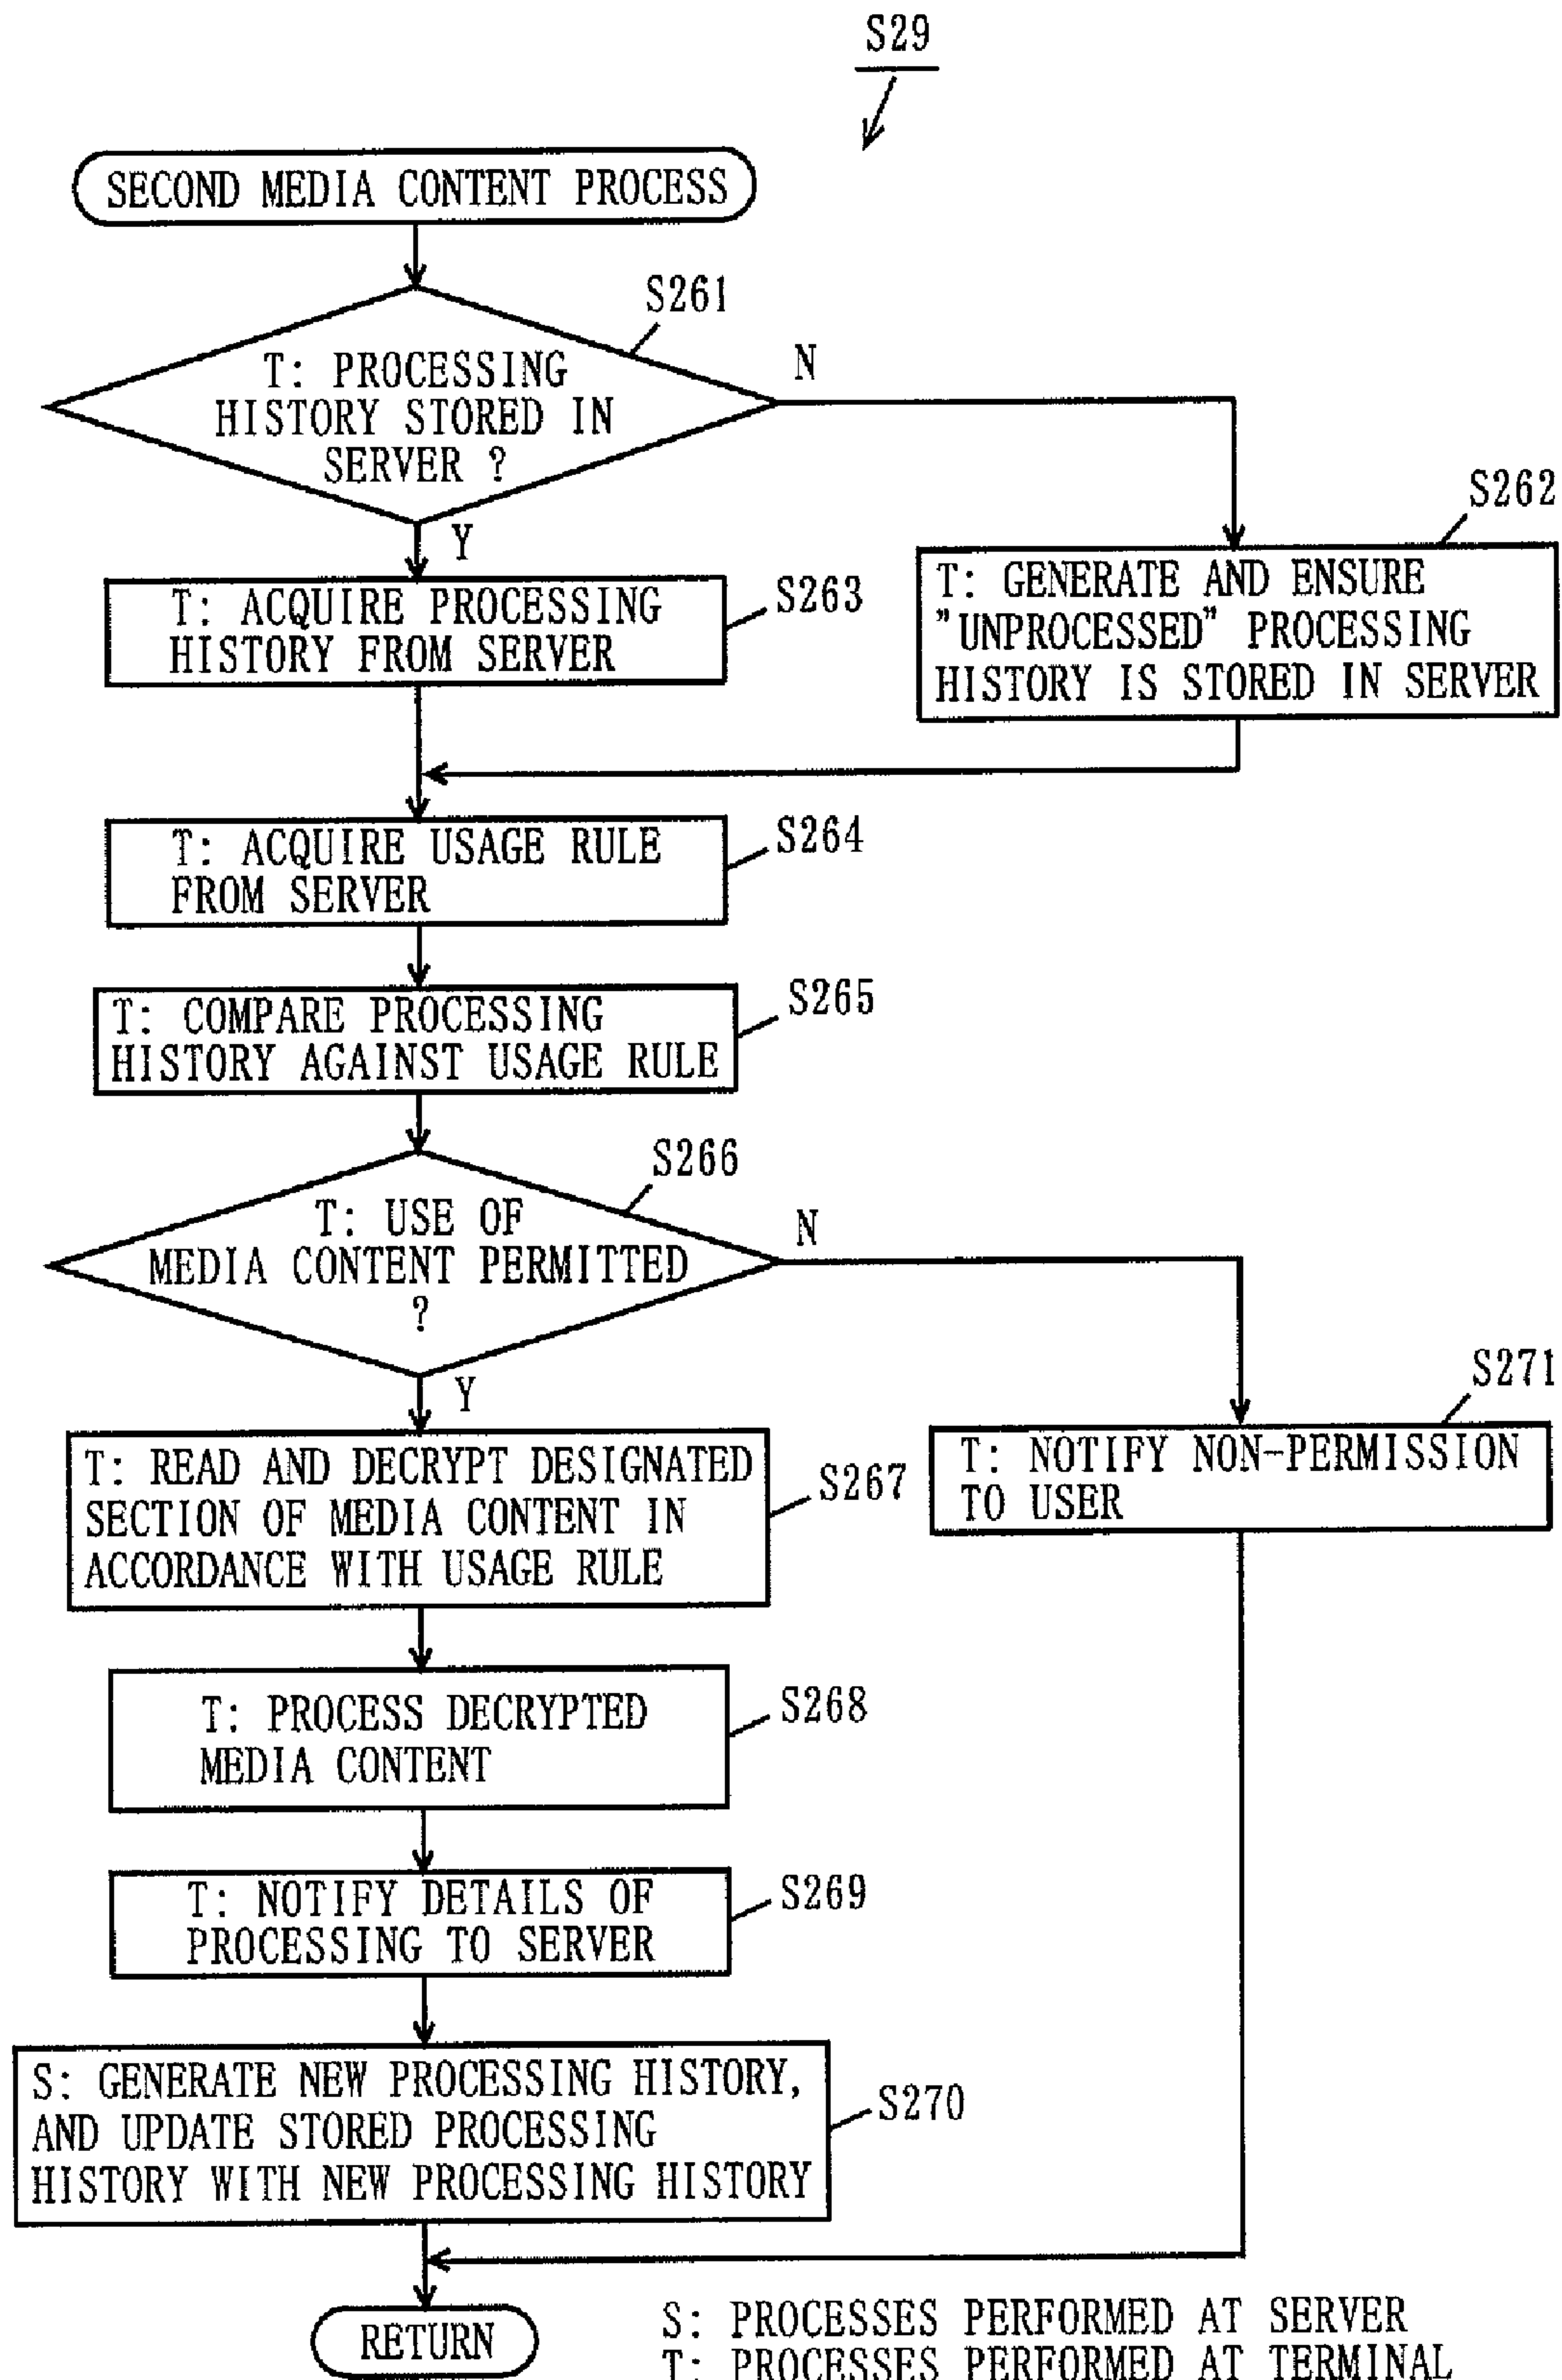 S29
SECOND MEDIA CONTENT PROCESS
S261
T: PROCESSING
HISTORY STORED IN
SERVER ?
N
Y
S262
T: GENERATE AND ENSURE
"UNPROCESSED" PROCESSING
HISTORY IS STORED IN SERVER
S263
T: ACQUIRE PROCESSING
HISTORY FROM SERVER
S264
T: ACQUIRE USAGE RULE
FROM SERVER
S265
T: COMPARE PROCESSING
HISTORY AGAINST USAGE RULE
S266
T: USE OF
MEDIA CONTENT PERMITTED
?
N
Y
S271
T: NOTIFY NON-PERMISSION
TO USER
S267
T: READ AND DECRYPT DESIGNATED
SECTION OF MEDIA CONTENT IN
ACCORDANCE WITH USAGE RULE
S268
T: PROCESS DECRYPTED
MEDIA CONTENT
S269
T: NOTIFY DETAILS OF
PROCESSING TO SERVER
S270
S: GENERATE NEW PROCESSING HISTORY,
AND UPDATE STORED PROCESSING
HISTORY WITH NEW PROCESSING HISTORY
RETURN
S: PROCESSES PERFORMED AT SERVER
T: PROCESSES PERFORMED AT TERMINAL